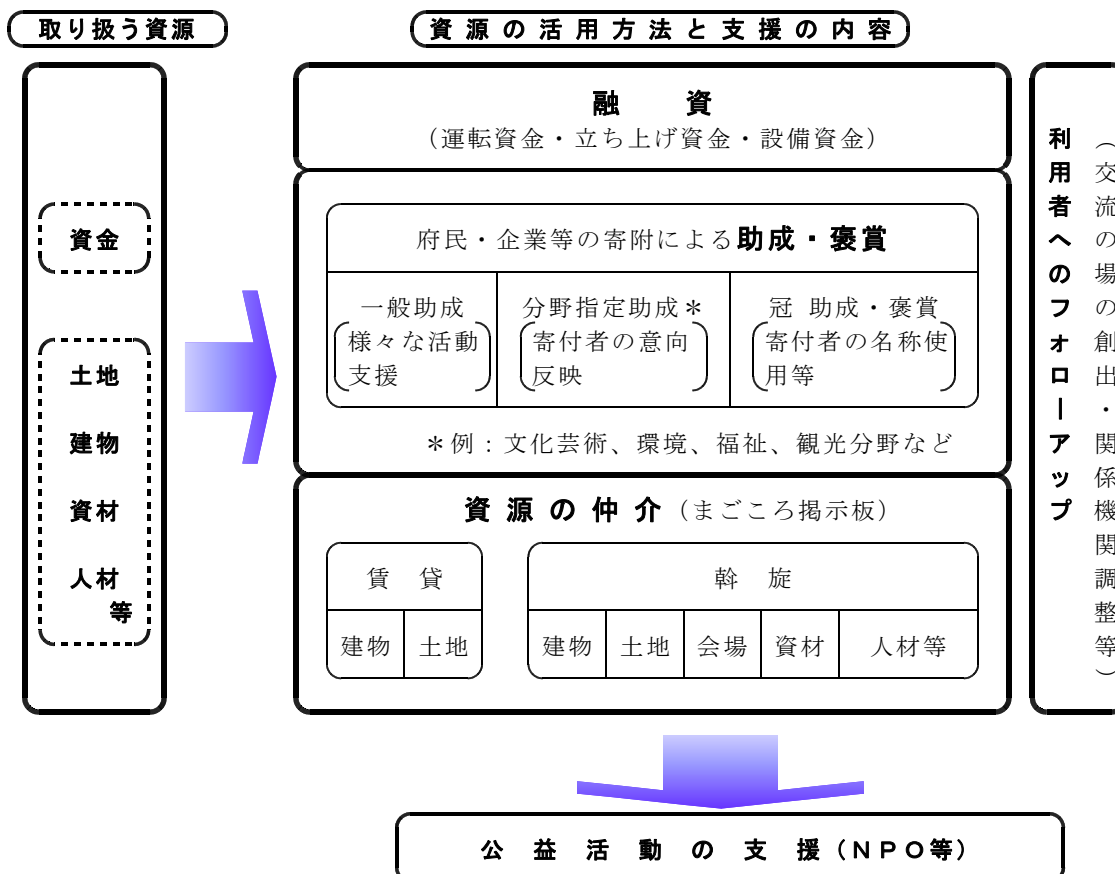 取り扱う資源
資源の活用方法と支援の内容
資金
土地
建物
資材
人材
等
融　資
（運転資金・立ち上げ資金・設備資金）
府民・企業等の寄附による助成・褒賞
一般助成
様々な活動
支援
分野指定助成＊
寄付者の意向
反映
冠 助成・褒賞
寄付者の名称使
用等
＊例：文化芸術、環境、福祉、観光分野など
資源の仲介（まごころ掲示板）
賃　貸
建物
土地
斡　旋
建物
土地
会場
資材
人材等
利用者へのフォローアップ
（交流の場の創出・関係機関調整等）
公益活動の支援（ＮＰＯ等）